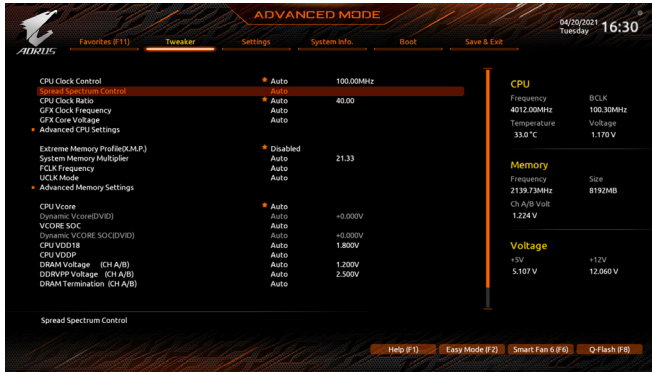 ADVANCED MODE
04/20/2021 Tuesday 16:30
AORUS
Favorites (F11) Tweaker Settings System Info. Boot Save & Exit
CPU Clock Control Auto 100.00MHz
Spread Spectrum Control Auto
CPU Clock Ratio Auto 40.00
GFX Clock Frequency Auto
GFX Core Voltage Auto
Advanced CPU Settings
Extreme Memory Profile(X.M.P.) Disabled
System Memory Multiplier Auto 21.33
FCLK Frequency Auto
UCLK Mode Auto
Advanced Memory Settings
CPU Vcore Auto
Dynamic Vcore(DVID) Auto +0.000V
VCORE SOC Auto
Dynamic VCORE SOC(DVID) Auto +0.000V
CPU VDD18 Auto 1.800V
CPU VDDP Auto
DRAM Voltage (CH A/B) Auto 1.200V
DDRVPP Voltage (CH A/B) Auto 2.500V
DRAM Termination (CH A/B) Auto
CPU
Frequency BCLK
4012.00MHz 100.30MHz
Temperature Voltage
33.0 °C 1.170 V
Memory
Frequency Size
2139.73MHz 8192MB
Ch A/B Volt
1.224 V
Voltage
+5V +12V
5.107 V 12.060 V
Spread Spectrum Control
Help (F1) Easy Mode (F2) Smart Fan 6 (F6) Q-Flash (F8)